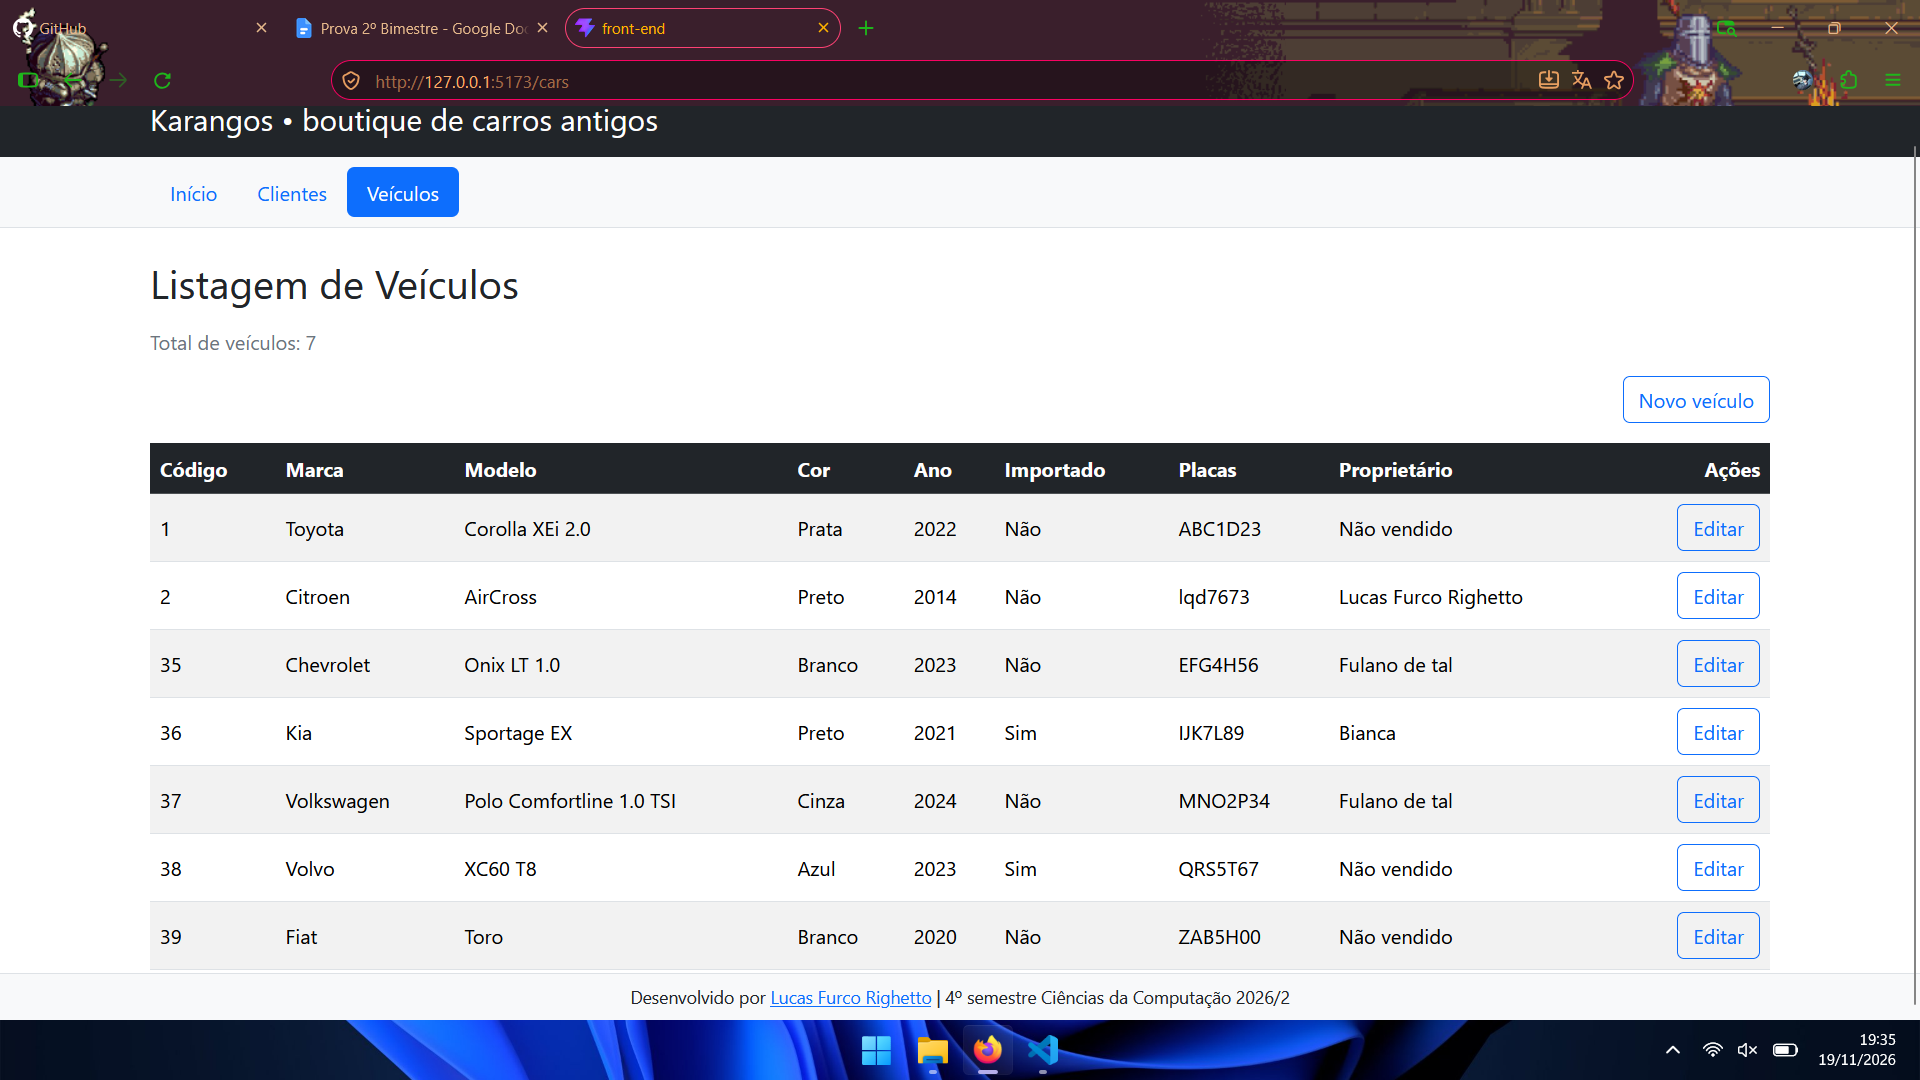 GitHub
Prova 2º Bimestre - Google Doc
front-end
http://127.0.0.1:5173/cars
Karangos • boutique de carros antigos
Início Clientes Veículos
Listagem de Veículos
Total de veículos: 7
Novo veículo
Código Marca Modelo Cor Ano Importado Placas Proprietário Ações
1 Toyota Corolla XEi 2.0 Prata 2022 Não ABC1D23 Não vendido Editar
2 Citroen AirCross Preto 2014 Não lqd7673 Lucas Furco Righetto Editar
35 Chevrolet Onix LT 1.0 Branco 2023 Não EFG4H56 Fulano de tal Editar
36 Kia Sportage EX Preto 2021 Sim IJK7L89 Bianca Editar
37 Volkswagen Polo Comfortline 1.0 TSI Cinza 2024 Não MNO2P34 Fulano de tal Editar
38 Volvo XC60 T8 Azul 2023 Sim QRS5T67 Não vendido Editar
39 Fiat Toro Branco 2020 Não ZAB5H00 Não vendido Editar
Desenvolvido por Lucas Furco Righetto | 4º semestre Ciências da Computação 2026/2
19:35
19/11/2026